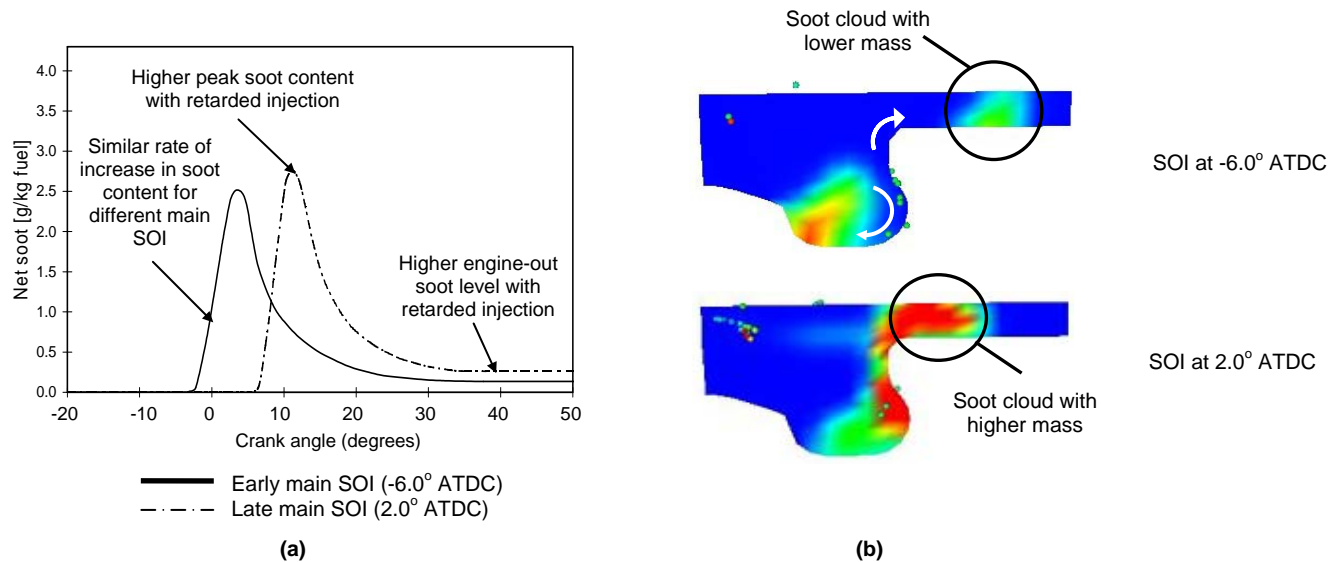 4.0
3.5
3.0
2.5
2.0
1.5
1.0
0.5
0.0
Net soot [g/kg fuel]
Higher peak soot content
with retarded injection
Similar rate of
increase in soot
content for
different main
SOI
Higher engine-out
soot level with
retarded injection
-20 -10 0 10 20 30 40 50
Crank angle (degrees)
Early main SOI (-6.0° ATDC)
Late main SOI (2.0° ATDC)
(a)
Soot cloud with
lower mass
SOI at -6.0° ATDC
SOI at 2.0° ATDC
Soot cloud with
higher mass
(b)